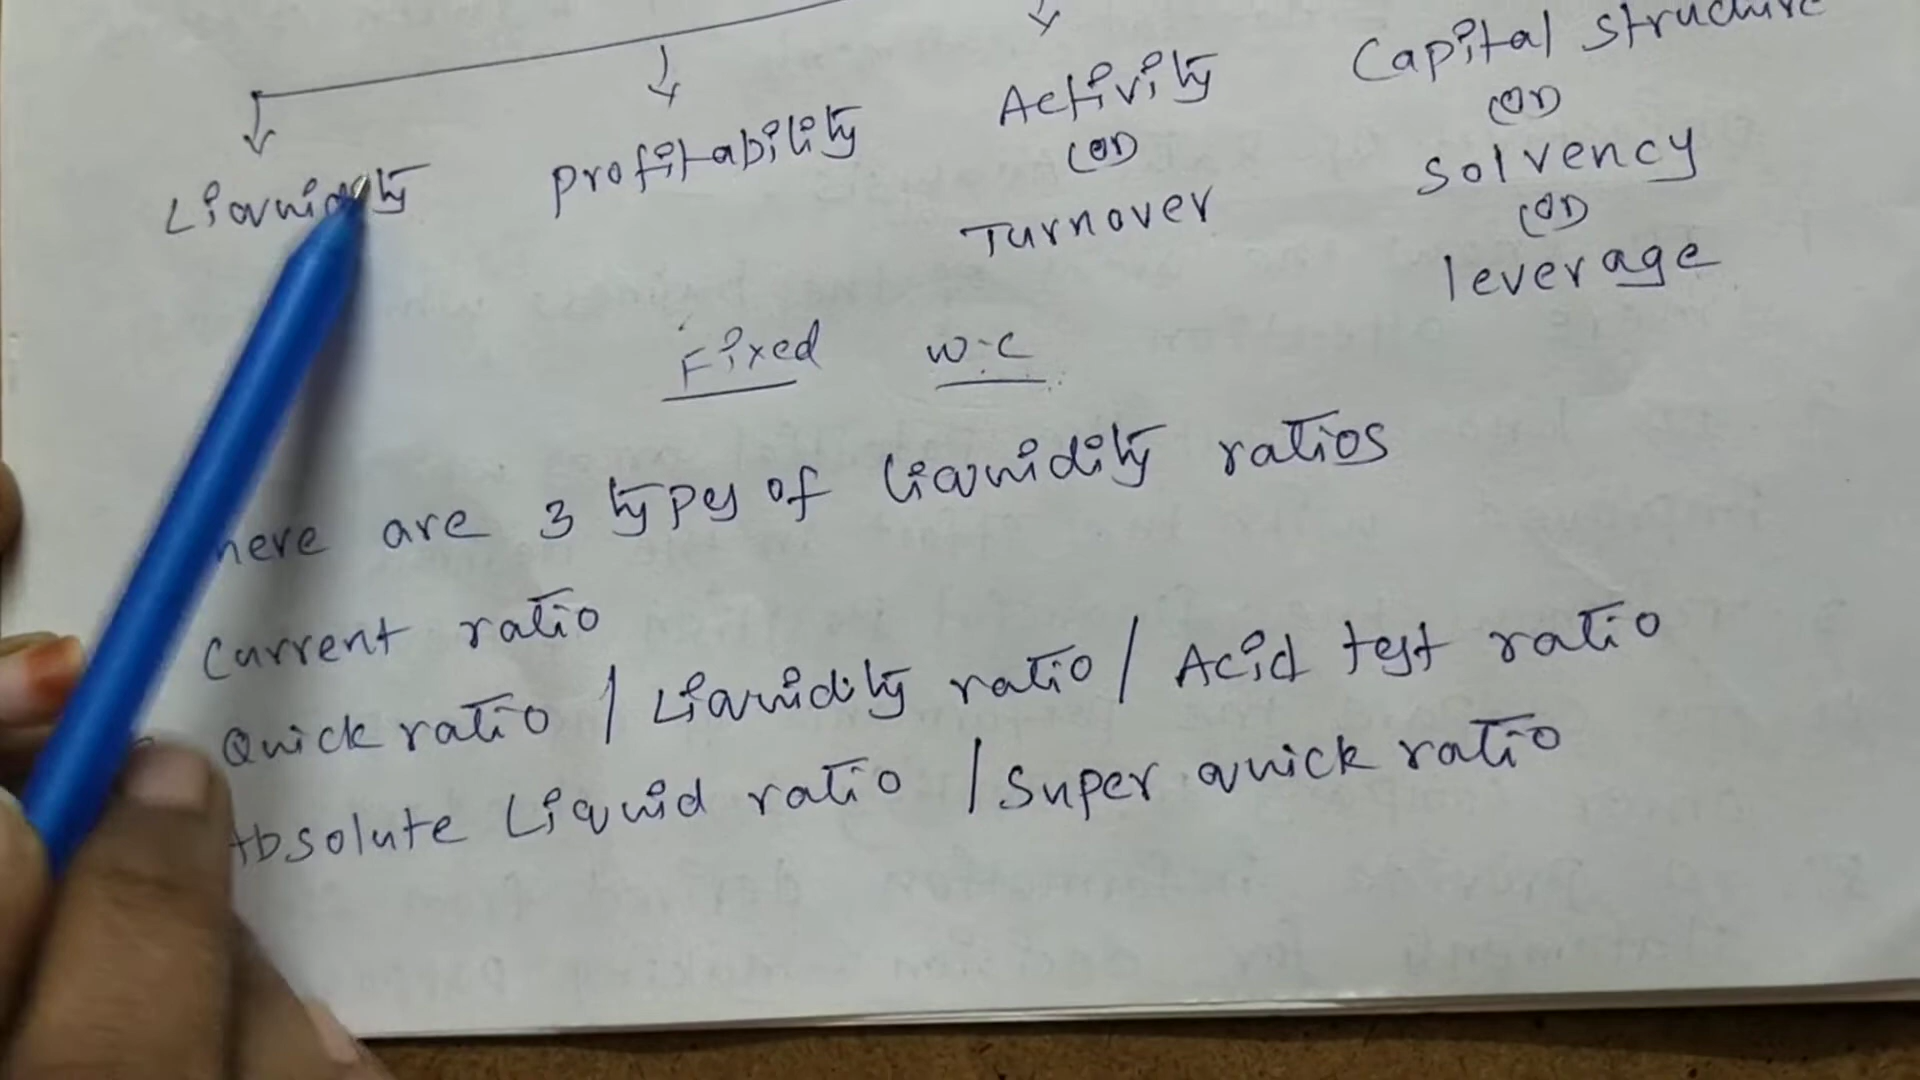 Liquidity profitability Activity Capital structure
(or) (or)
Turnover Solvency
(or)
leverage
Fixed W.C
here are 3 types of liquidity ratios
Current ratio
Quick ratio / Liquidity ratio / Acid test ratio
Absolute Liquid ratio / Super quick ratio